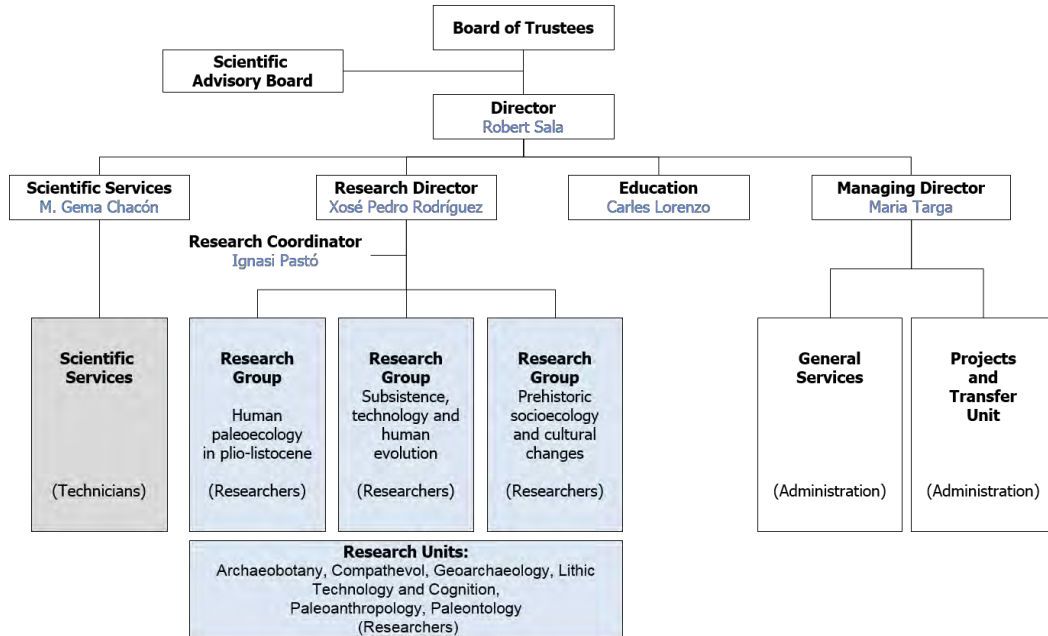 Board of Trustees
Scientific
Advisory Board
Director
Robert Sala
Scientific Services
M. Gema Chacón
Research Director
Xosé Pedro Rodríguez
Education
Carles Lorenzo
Managing Director
Maria Targa
Research Coordinator
Ignasi Pastó
Scientific
Services
(Technicians)
Research
Group
Human
paleoecology
in plio-listocene
(Researchers)
Research
Group
Subsistence,
technology and
human
evolution
(Researchers)
Research
Group
Prehistoric
socioecology
and cultural
changes
(Researchers)
General
Services
(Administration)
Projects
and
Transfer
Unit
(Administration)
Research Units:
Archaeobotany, Compathevol, Geoarchaeology, Lithic
Technology and Cognition,
Paleoanthropology, Paleontology
(Researchers)